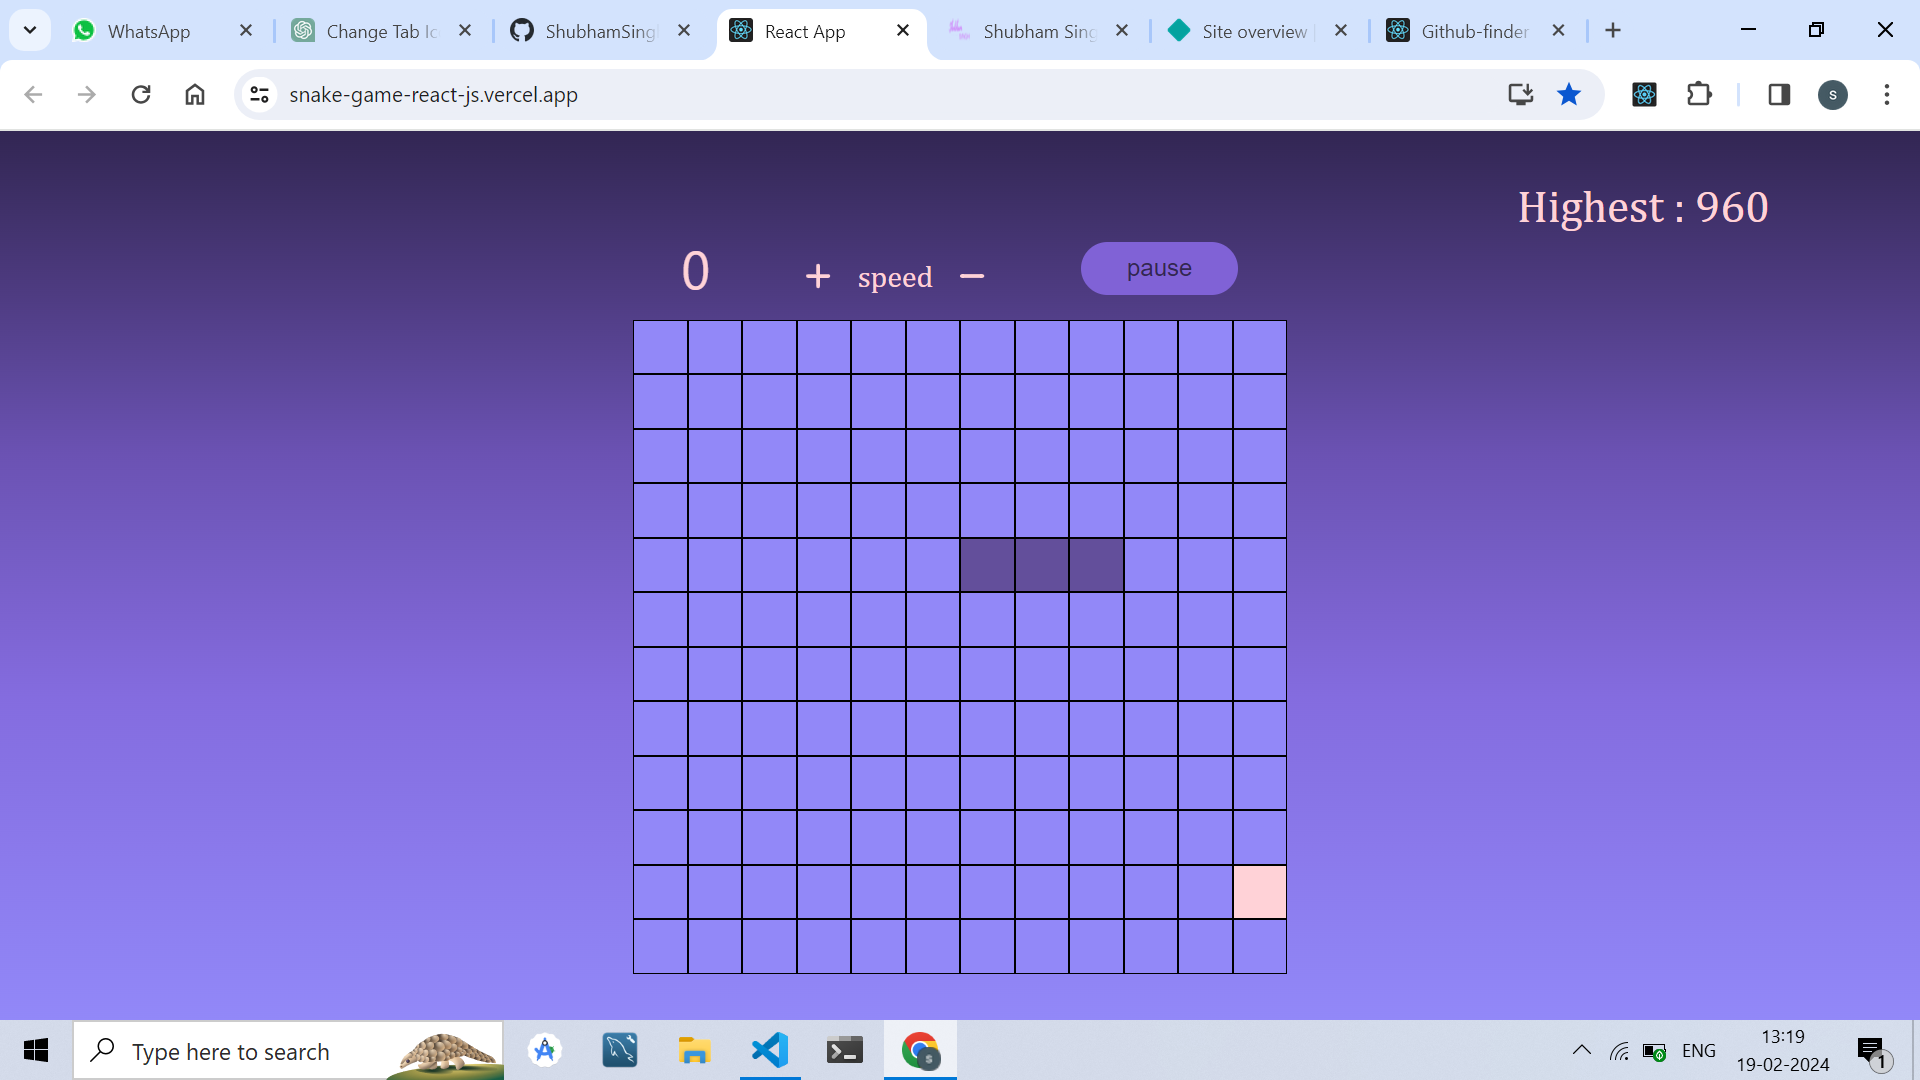 WhatsApp
Change Tab Ic
ShubhamSingl
React App
Shubham Sing
Site overview
Github-finder
snake-game-react-js.vercel.app
s
Highest : 960
0 + speed − pause
Type here to search
s
ENG
13:19
19-02-2024
1